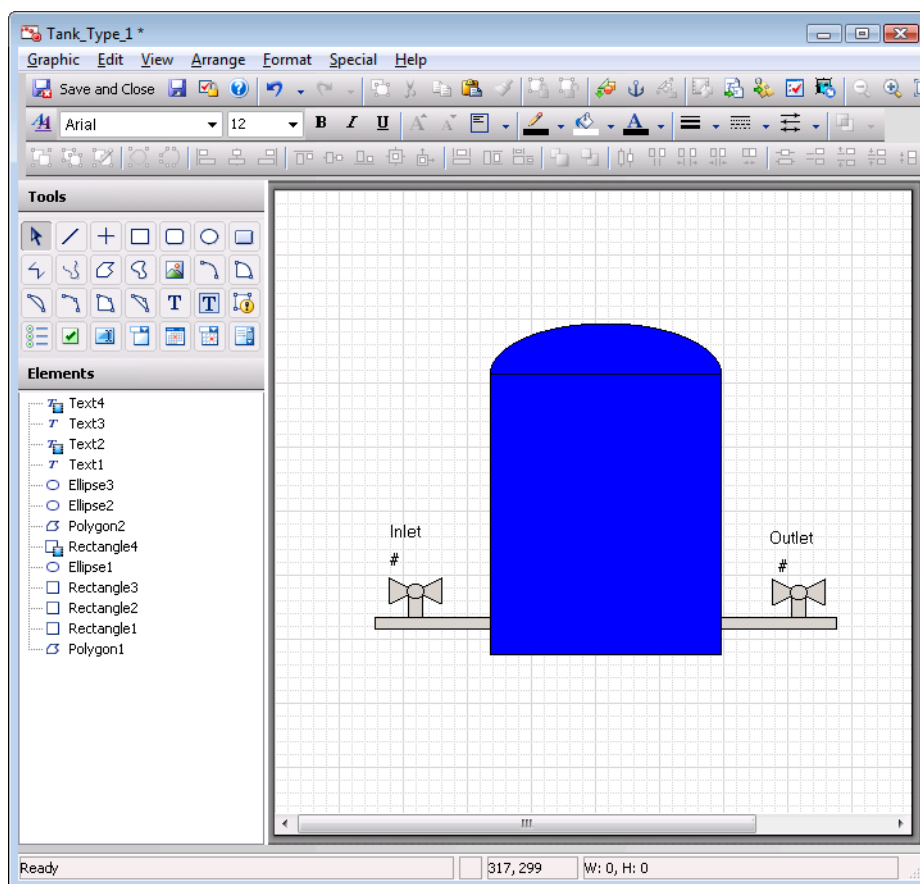 Tank_Type_1 *
Graphic Edit View Arrange Format Special Help
Save and Close
Arial 12 B I U A A A
Tools
T T
Elements
Text4
Text3
Text2
Text1
Ellipse3
Ellipse2
Polygon2
Rectangle4
Ellipse1
Rectangle3
Rectangle2
Rectangle1
Polygon1
Inlet
#
Outlet
#
Ready 317, 299 W: 0, H: 0